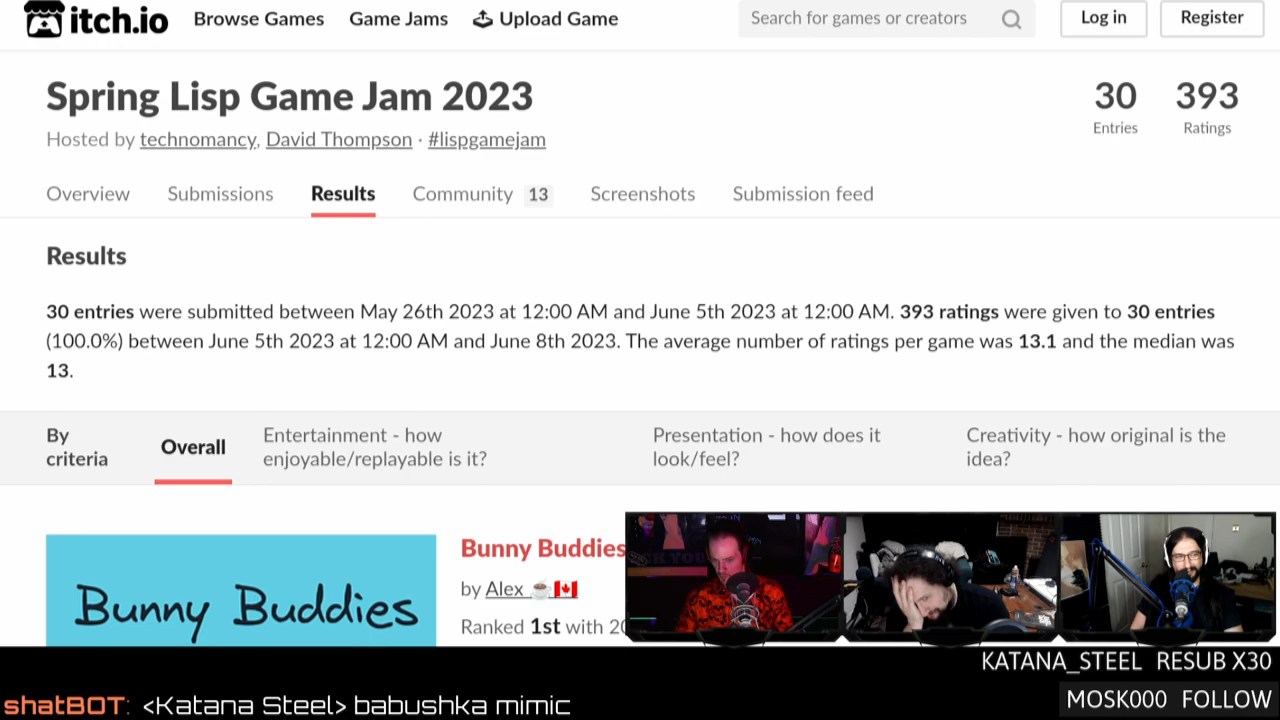 itch.io Browse Games Game Jams Upload Game Search for games or creators Log in Register
Spring Lisp Game Jam 2023
Hosted by technomancy, David Thompson · #lispgamejam
30 Entries
393 Ratings
Overview Submissions Results Community 13 Screenshots Submission feed
Results
30 entries were submitted between May 26th 2023 at 12:00 AM and June 5th 2023 at 12:00 AM. 393 ratings were given to 30 entries
(100.0%) between June 5th 2023 at 12:00 AM and June 8th 2023. The average number of ratings per game was 13.1 and the median was
13.
By criteria
Overall
Entertainment - how enjoyable/replayable is it?
Presentation - how does it look/feel?
Creativity - how original is the idea?
Bunny Buddies
Bunny Buddies
by Alex
Ranked 1st with 20
KATANA_STEEL RESUB X30
shatBOT: <Katana Steel> babushka mimic
MOSK000 FOLLOW